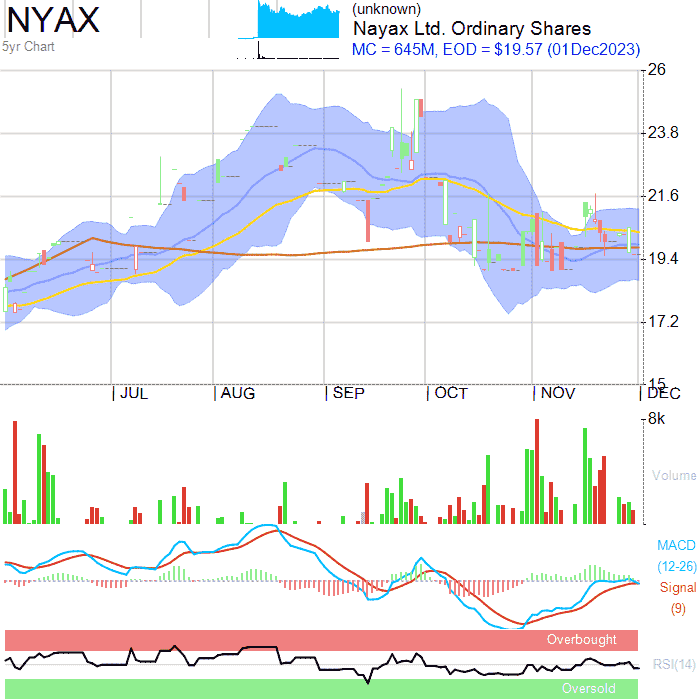 NYAX
(unknown)
Nayax Ltd. Ordinary Shares
5yr Chart
MC = 645M, EOD = $19.57 (01Dec2023)
26
23.8
21.6
19.4
17.2
15
JUL AUG SEP OCT NOV DEC
8k
Volume
MACD
(12-26)
Signal
(9)
Overbought
RSI(14)
Oversold